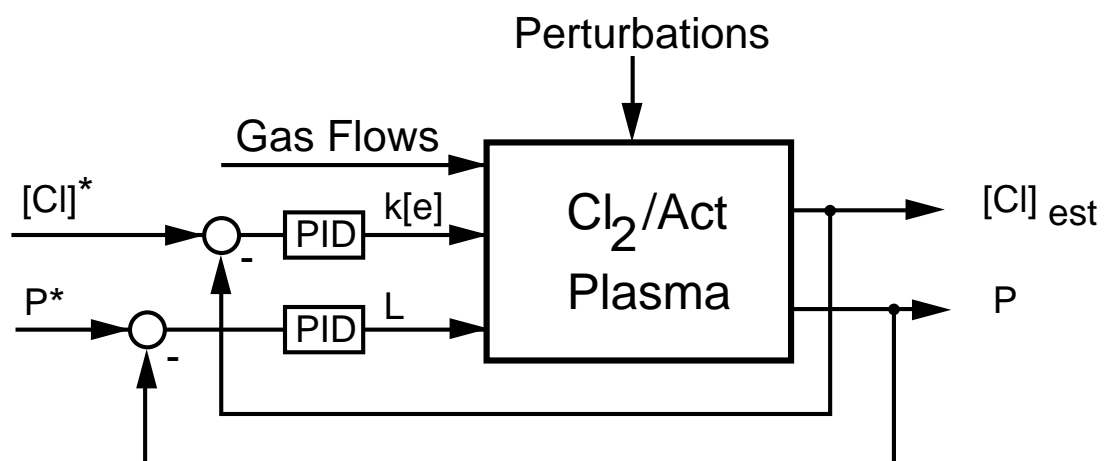 Perturbations
Gas Flows
[Cl]*
k[e]
PID
-
Cl2/Act
Plasma
[Cl] est
P*
L
PID
-
P